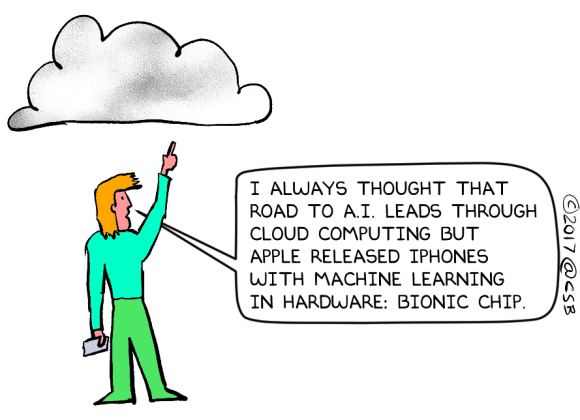 I ALWAYS THOUGHT THAT
ROAD TO A.I. LEADS THROUGH
CLOUD COMPUTING BUT
APPLE RELEASED IPHONES
WITH MACHINE LEARNING
IN HARDWARE: BIONIC CHIP.
©2017 @CSB